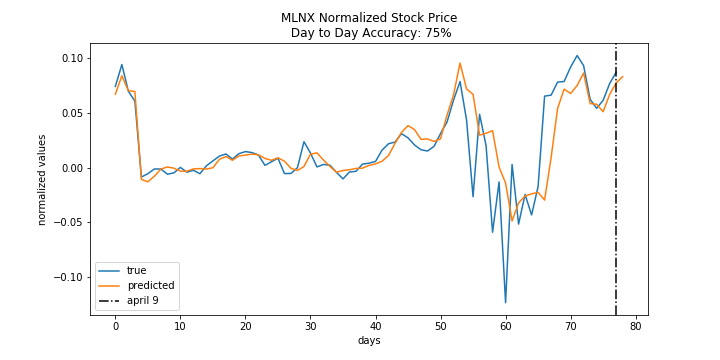 MLNX Normalized Stock Price
Day to Day Accuracy: 75%
normalized values
0.10
0.05
0.00
−0.05
−0.10
true
predicted
april 9
0 10 20 30 40 50 60 70 80
days